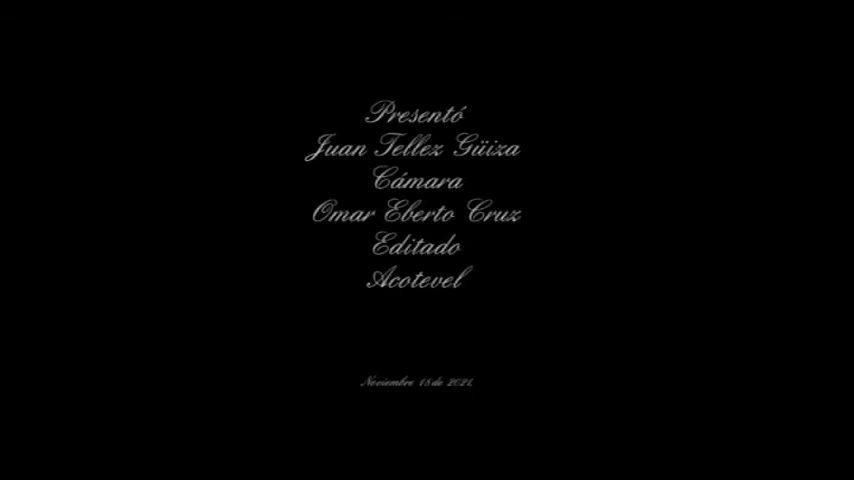 Presentó
Juan Tellez Güiza
Cámara
Omar Eberto Cruz
Editado
Acotevel
Noviembre 18 de 2021.